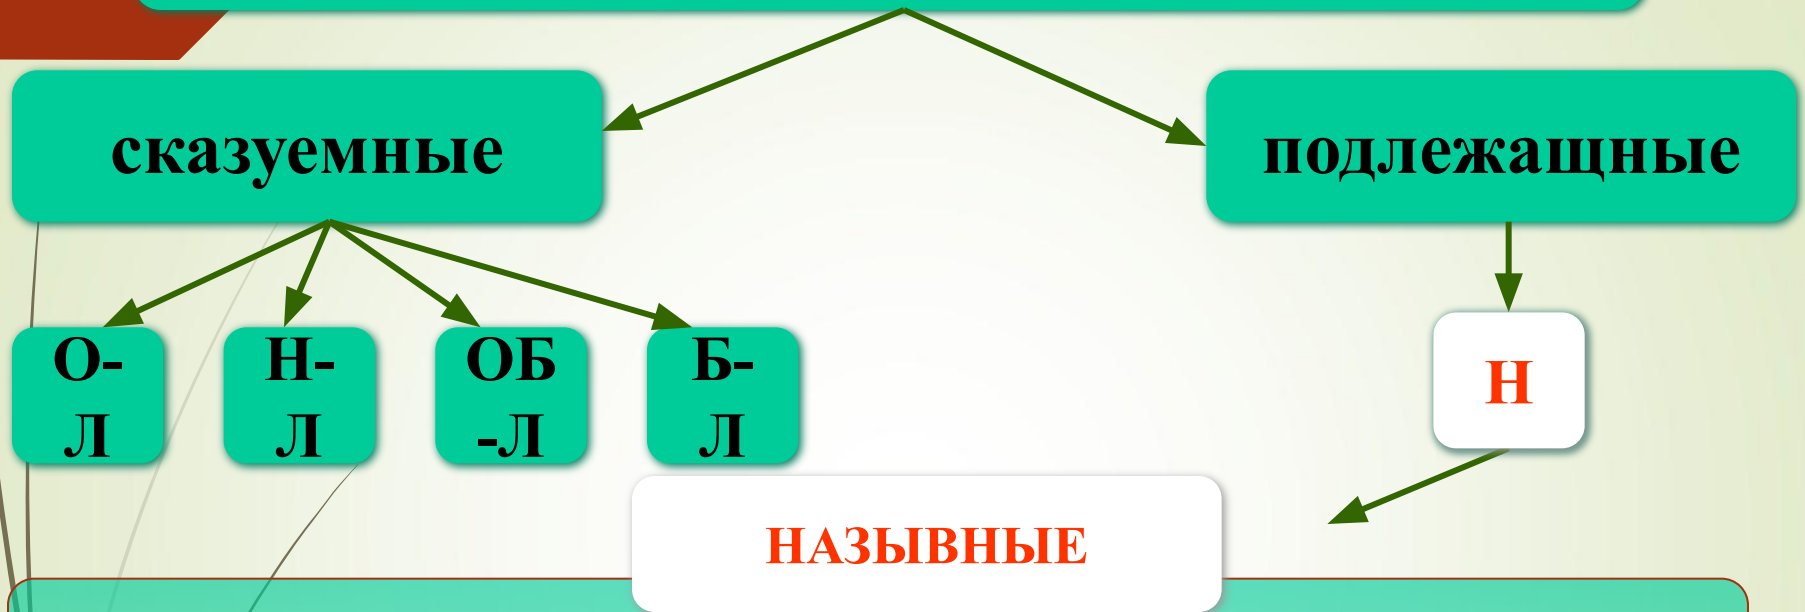 сказуемные
подлежащные
О-
Л
Н-
Л
ОБ
-Л
Б-
Л
Н
НАЗЫВНЫЕ